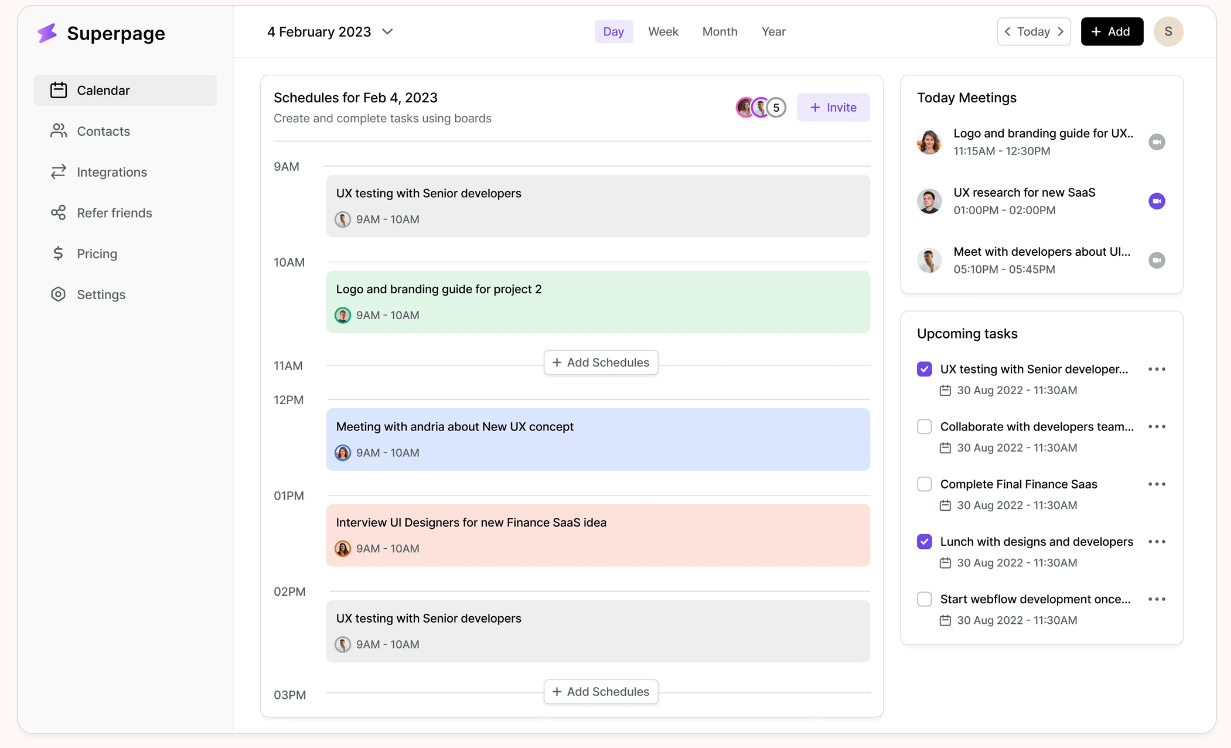 Superpage
Calendar
Contacts
Integrations
Refer friends
Pricing
Settings
4 February 2023
Day
Week
Month
Year
Today
+ Add
S
Schedules for Feb 4, 2023
Create and complete tasks using boards
5
+ Invite
9AM
UX testing with Senior developers
9AM - 10AM
10AM
Logo and branding guide for project 2
9AM - 10AM
11AM
+ Add Schedules
12PM
Meeting with andria about New UX concept
9AM - 10AM
01PM
Interview UI Designers for new Finance SaaS idea
9AM - 10AM
02PM
UX testing with Senior developers
9AM - 10AM
03PM
+ Add Schedules
Today Meetings
Logo and branding guide for UX..
11:15AM - 12:30PM
UX research for new SaaS
01:00PM - 02:00PM
Meet with developers about UI...
05:10PM - 05:45PM
Upcoming tasks
UX testing with Senior developer...
30 Aug 2022 - 11:30AM
Collaborate with developers team...
30 Aug 2022 - 11:30AM
Complete Final Finance Saas
30 Aug 2022 - 11:30AM
Lunch with designs and developers
30 Aug 2022 - 11:30AM
Start webflow development once...
30 Aug 2022 - 11:30AM